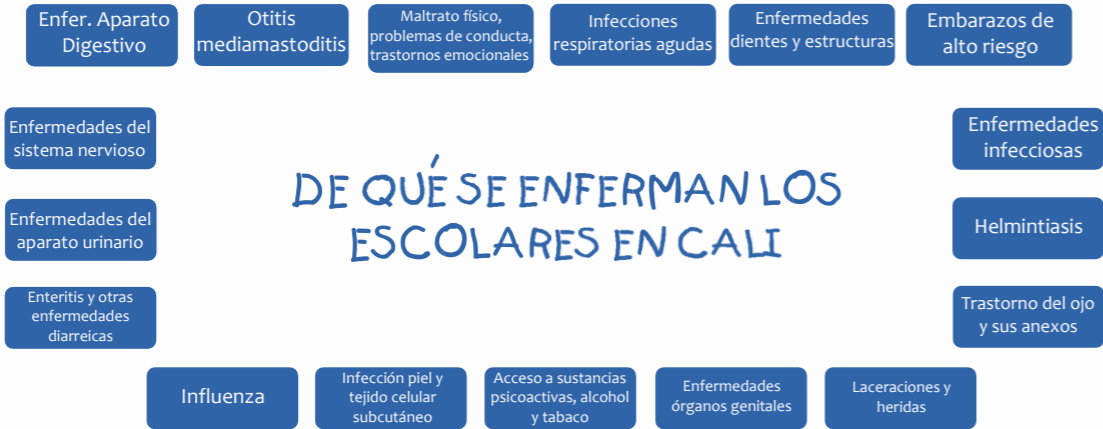 Enfer. Aparato
Digestivo
Otitis
mediamastoditis
Maltrato físico,
problemas de conducta,
trastornos emocionales
Infecciones
respiratorias agudas
Enfermedades
dientes y estructuras
Embarazos de
alto riesgo
Enfermedades del
sistema nervioso
Enfermedades
infecciosas
DE QUÉ SE ENFERMAN LOS
ESCOLARES EN CALI
Enfermedades del
aparato urinario
Helmintiasis
Enteritis y otras
enfermedades
diarreicas
Trastorno del ojo
y sus anexos
Influenza
Infección piel y
tejido celular
subcutáneo
Acceso a sustancias
psicoactivas, alcohol
y tabaco
Enfermedades
órganos genitales
Laceraciones y
heridas